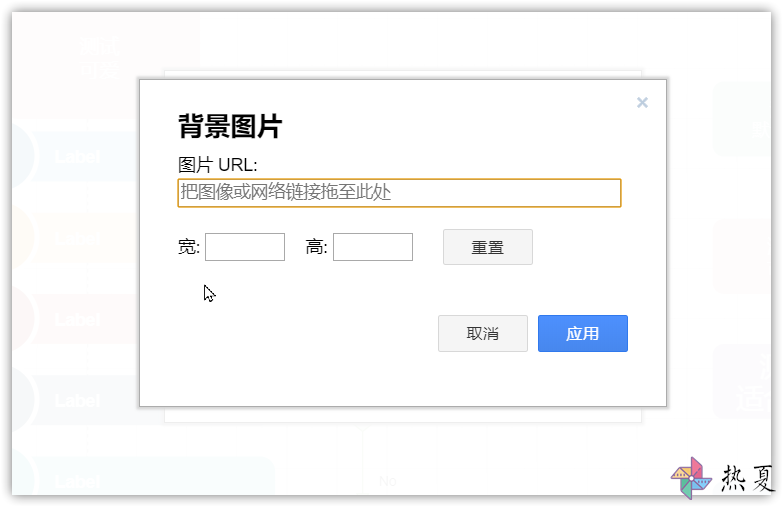 ×
背景图片
图片 URL:
把图像或网络链接拖至此处
宽: 高: 重置
取消 应用
Label
Label
Label
Label
Label
No
热夏